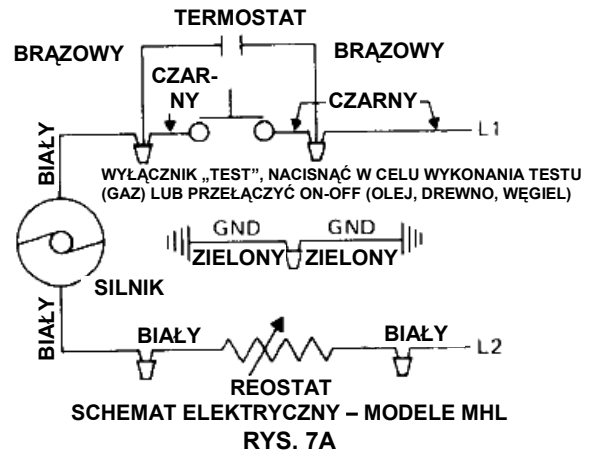 TERMOSTAT
BRĄZOWY
BRĄZOWY
CZAR-
NY
CZARNY
L1
BIAŁY
WYŁĄCZNIK „TEST”, NACISNĄĆ W CELU WYKONANIA TESTU
(GAZ) LUB PRZEŁĄCZYĆ ON-OFF (OLEJ, DREWNO, WĘGIEL)
GND
GND
ZIELONY
ZIELONY
SILNIK
BIAŁY
BIAŁY
BIAŁY
L2
REOSTAT
SCHEMAT ELEKTRYCZNY – MODELE MHL
RYS. 7A